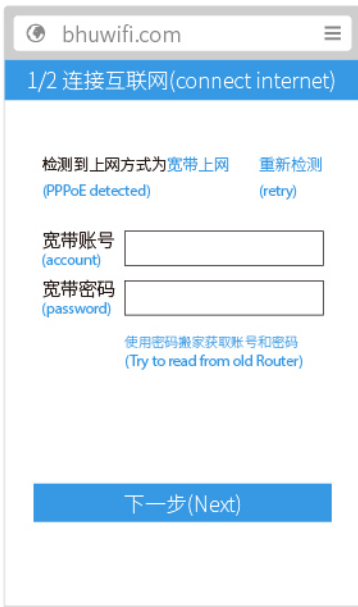 bhuwifi.com
1/2 连接互联网(connect internet)
检测到上网方式为宽带上网 重新检测
(PPPoE detected) (retry)
宽带账号
(account)
宽带密码
(password)
使用密码搬家获取账号和密码
(Try to read from old Router)
下一步(Next)